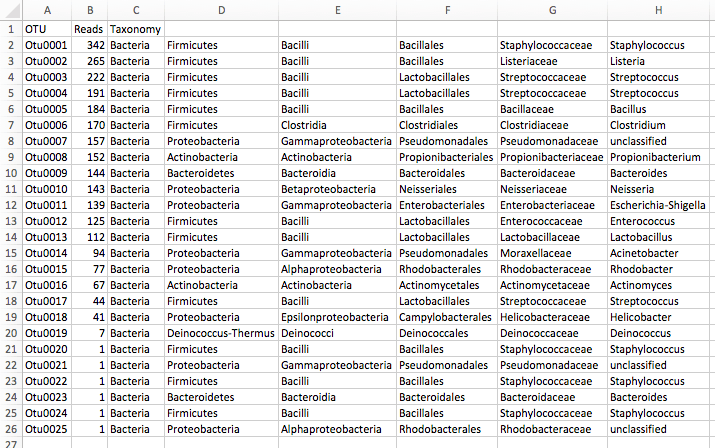 A B C D E F G H
1 OTU Reads Taxonomy
2 Otu0001 342 Bacteria Firmicutes Bacilli Bacillales Staphylococcaceae Staphylococcus
3 Otu0002 265 Bacteria Firmicutes Bacilli Bacillales Listeriaceae Listeria
4 Otu0003 222 Bacteria Firmicutes Bacilli Lactobacillales Streptococcaceae Streptococcus
5 Otu0004 191 Bacteria Firmicutes Bacilli Lactobacillales Streptococcaceae Streptococcus
6 Otu0005 184 Bacteria Firmicutes Bacilli Bacillales Bacillaceae Bacillus
7 Otu0006 170 Bacteria Firmicutes Clostridia Clostridiales Clostridiaceae Clostridium
8 Otu0007 157 Bacteria Proteobacteria Gammaproteobacteria Pseudomonadales Pseudomonadaceae unclassified
9 Otu0008 152 Bacteria Actinobacteria Actinobacteria Propionibacteriales Propionibacteriaceae Propionibacterium
10 Otu0009 144 Bacteria Bacteroidetes Bacteroidia Bacteroidales Bacteroidaceae Bacteroides
11 Otu0010 143 Bacteria Proteobacteria Betaproteobacteria Neisseriales Neisseriaceae Neisseria
12 Otu0011 139 Bacteria Proteobacteria Gammaproteobacteria Enterobacteriales Enterobacteriaceae Escherichia-Shigella
13 Otu0012 125 Bacteria Firmicutes Bacilli Lactobacillales Enterococcaceae Enterococcus
14 Otu0013 112 Bacteria Firmicutes Bacilli Lactobacillales Lactobacillaceae Lactobacillus
15 Otu0014 94 Bacteria Proteobacteria Gammaproteobacteria Pseudomonadales Moraxellaceae Acinetobacter
16 Otu0015 77 Bacteria Proteobacteria Alphaproteobacteria Rhodobacterales Rhodobacteraceae Rhodobacter
17 Otu0016 67 Bacteria Actinobacteria Actinobacteria Actinomycetales Actinomycetaceae Actinomyces
18 Otu0017 44 Bacteria Firmicutes Bacilli Lactobacillales Streptococcaceae Streptococcus
19 Otu0018 41 Bacteria Proteobacteria Epsilonproteobacteria Campylobacterales Helicobacteraceae Helicobacter
20 Otu0019 7 Bacteria Deinococcus-Thermus Deinococci Deinococcales Deinococcaceae Deinococcus
21 Otu0020 1 Bacteria Firmicutes Bacilli Bacillales Staphylococcaceae Staphylococcus
22 Otu0021 1 Bacteria Proteobacteria Gammaproteobacteria Pseudomonadales Pseudomonadaceae unclassified
23 Otu0022 1 Bacteria Firmicutes Bacilli Bacillales Staphylococcaceae Staphylococcus
24 Otu0023 1 Bacteria Bacteroidetes Bacteroidia Bacteroidales Bacteroidaceae Bacteroides
25 Otu0024 1 Bacteria Firmicutes Bacilli Bacillales Staphylococcaceae Staphylococcus
26 Otu0025 1 Bacteria Proteobacteria Alphaproteobacteria Rhodobacterales Rhodobacteraceae unclassified
27